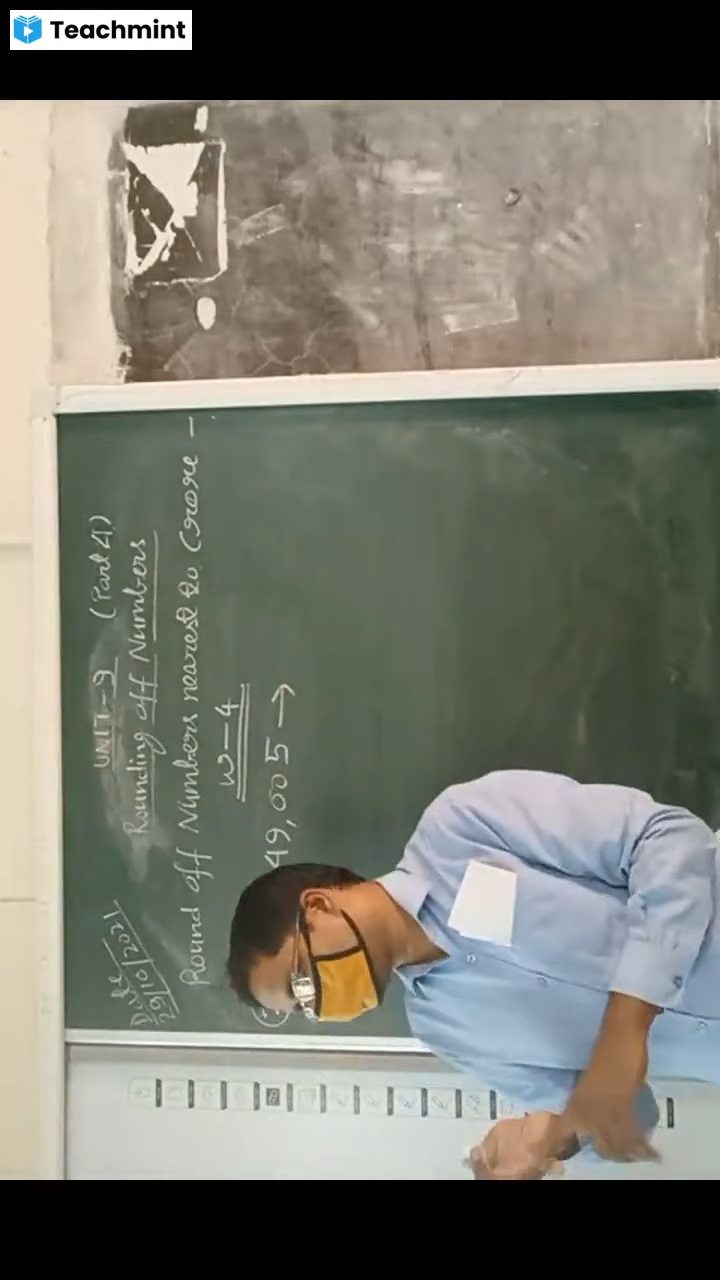 Teachmint
Date
29/10/2021
UNIT-9 (Part 4)
Rounding off Numbers
Round off Numbers nearest to Crore -
W-4
49,005 →